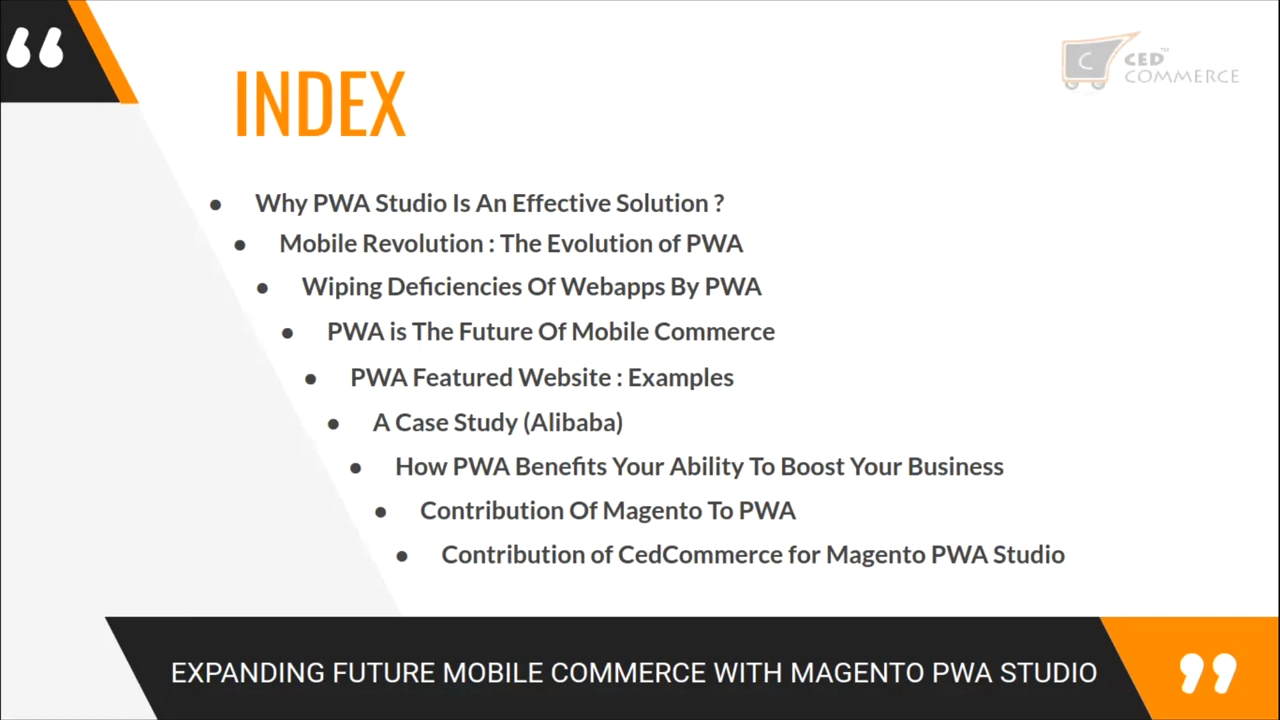 “
CED™
COMMERCE
INDEX
● Why PWA Studio Is An Effective Solution ?
● Mobile Revolution : The Evolution of PWA
● Wiping Deficiencies Of Webapps By PWA
● PWA is The Future Of Mobile Commerce
● PWA Featured Website : Examples
● A Case Study (Alibaba)
● How PWA Benefits Your Ability To Boost Your Business
● Contribution Of Magento To PWA
● Contribution of CedCommerce for Magento PWA Studio
EXPANDING FUTURE MOBILE COMMERCE WITH MAGENTO PWA STUDIO
”